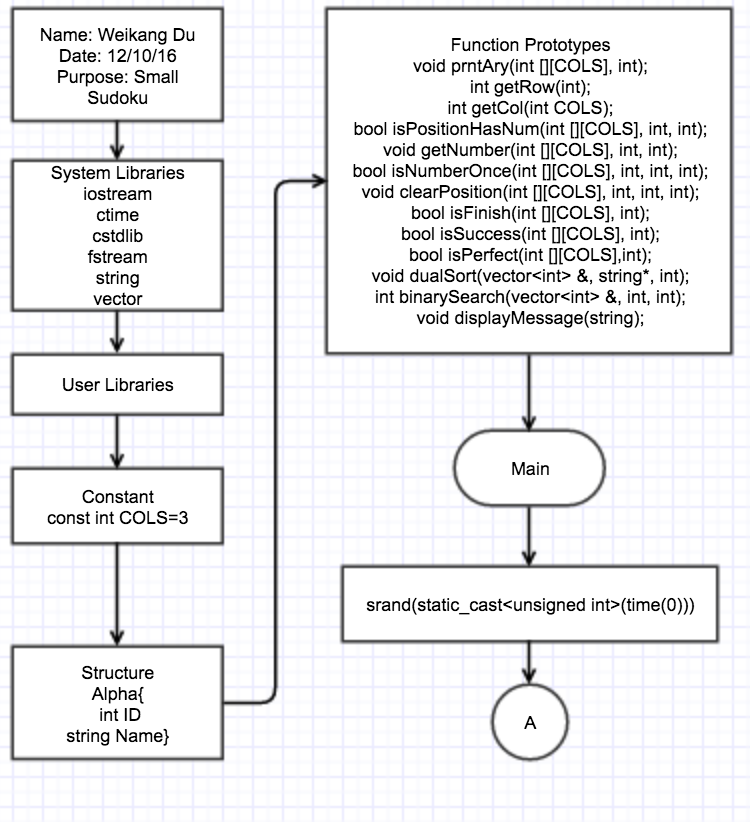 Name: Weikang Du
Date: 12/10/16
Purpose: Small
Sudoku
System Libraries
iostream
ctime
cstdlib
fstream
string
vector
User Libraries
Constant
const int COLS=3
Structure
Alpha{
int ID
string Name}
Function Prototypes
void prntAry(int [][COLS], int);
int getRow(int);
int getCol(int COLS);
bool isPositionHasNum(int [][COLS], int, int);
void getNumber(int [][COLS], int, int);
bool isNumberOnce(int [][COLS], int, int, int);
void clearPosition(int [][COLS], int, int, int);
bool isFinish(int [][COLS], int);
bool isSuccess(int [][COLS], int);
bool isPerfect(int [][COLS],int);
void dualSort(vector<int> &, string*, int);
int binarySearch(vector<int> &, int, int);
void displayMessage(string);
Main
srand(static_cast<unsigned int>(time(0)))
A